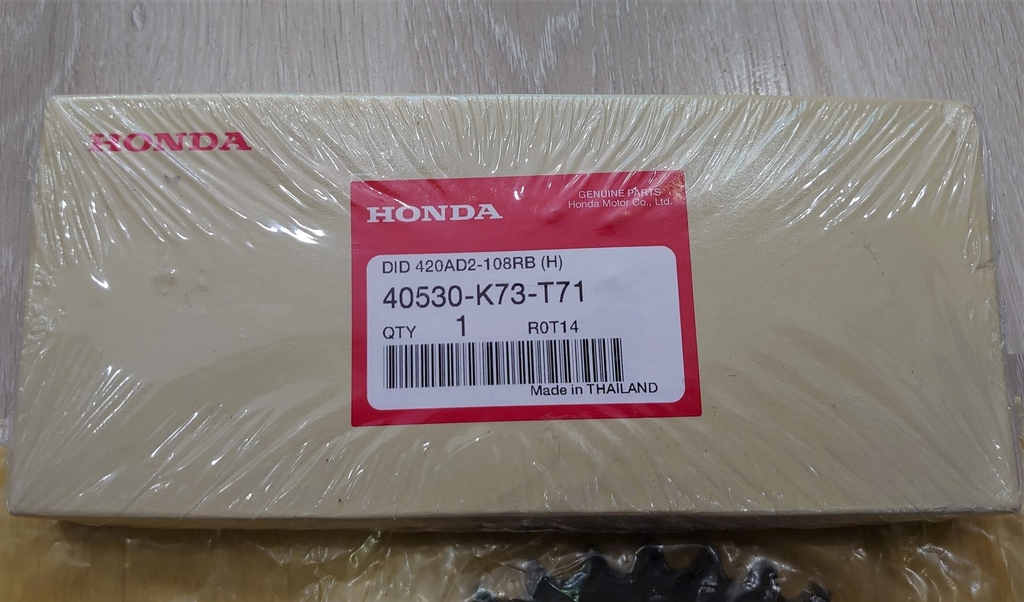 HONDA
HONDA
GENUINE PARTS
Honda Motor Co., Ltd.
DID 420AD2-108RB (H)
40530-K73-T71
QTY 1 R0T14
Made in THAILAND